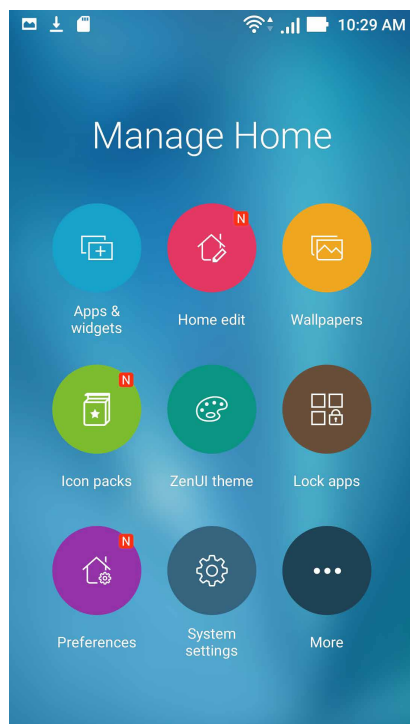 10:29 AM
Manage Home
N
Apps &
widgets
Home edit
Wallpapers
N
Icon packs
ZenUI theme
Lock apps
N
Preferences
System
settings
More